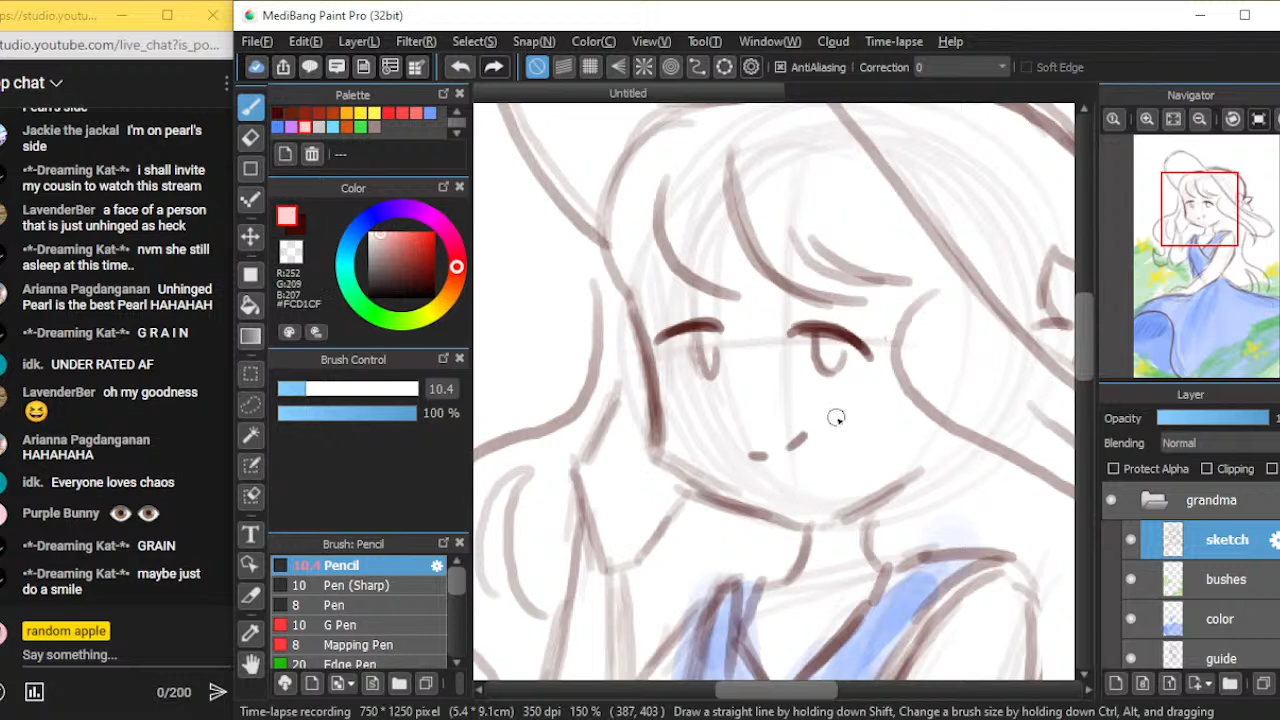 https://studio.youtu...
MediBang Paint Pro (32bit)
studio.youtube.com/live_chat?is_po...
File(F) Edit(E) Layer(L) Filter(R) Select(S) Snap(N) Color(C) View(V) Tool(T) Window(W) Cloud Time-lapse Help
AntiAliasing Correction 0 Soft Edge
op chat
Pearl's side
Jackie the jackal I'm on pearl's
side
·*-Dreaming Kat-*· i shall invite
my cousin to watch this stream
LavenderBer a face of a person
that is just unhinged as heck
·*-Dreaming Kat-*· nvm she still
asleep at this time..
Arianna Pagdanganan Unhinged
Pearl is the best Pearl HAHAHAH
·*-Dreaming Kat-*· G R A I N
idk. UNDER RATED AF
LavenderBer oh my goodness
Arianna Pagdanganan
HAHAHAHA
idk. Everyone loves chaos
Purple Bunny
·*-Dreaming Kat-*· GRAIN
·*-Dreaming Kat-*· maybe just
do a smile
random apple
Say something...
0/200
Palette
---
Color
R:252
G:209
B:207
#FCD1CF
Brush Control
10.4
100 %
Brush: Pencil
10.4 Pencil
10 Pen (Sharp)
8 Pen
10 G Pen
8 Mapping Pen
20 Edge Pen
Untitled
Navigator
Layer
Opacity
Blending Normal
Protect Alpha Clipping
grandma
sketch
bushes
color
guide
Time-lapse recording 750 * 1250 pixel (5.4 * 9.1cm) 350 dpi 150 % ( 387, 403 ) Draw a straight line by holding down Shift, Change a brush size by holding down Ctrl, Alt, and dragging